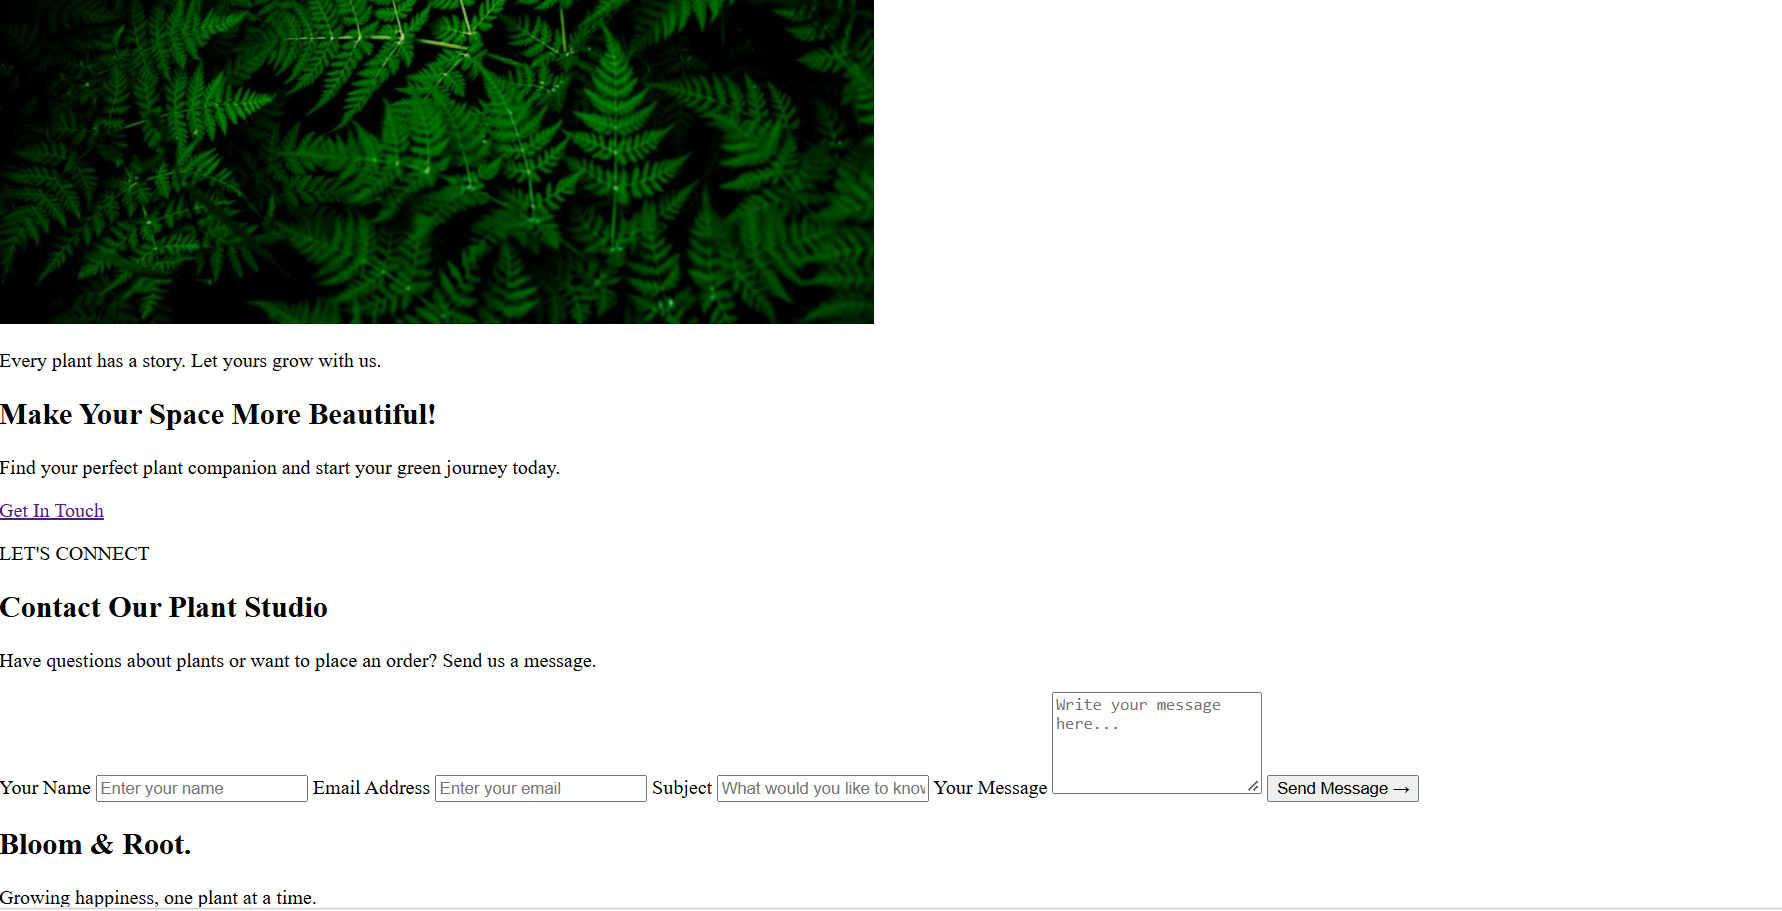 Every plant has a story. Let yours grow with us.
Make Your Space More Beautiful!
Find your perfect plant companion and start your green journey today.
Get In Touch
LET'S CONNECT
Contact Our Plant Studio
Have questions about plants or want to place an order? Send us a message.
Your Name Enter your name Email Address Enter your email Subject What would you like to know Your Message Write your message here... Send Message →
Bloom & Root.
Growing happiness, one plant at a time.